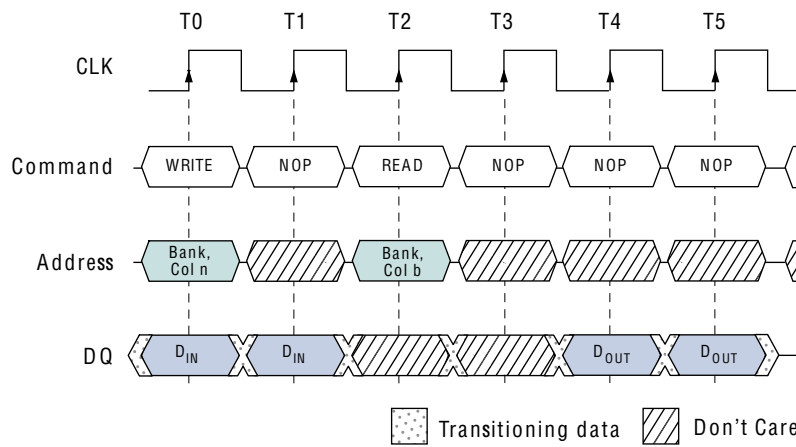 T0 T1 T2 T3 T4 T5
CLK
Command WRITE NOP READ NOP NOP NOP
Address Bank, Col n Bank, Col b
DQ DIN DIN DOUT DOUT
Transitioning data Don't Care